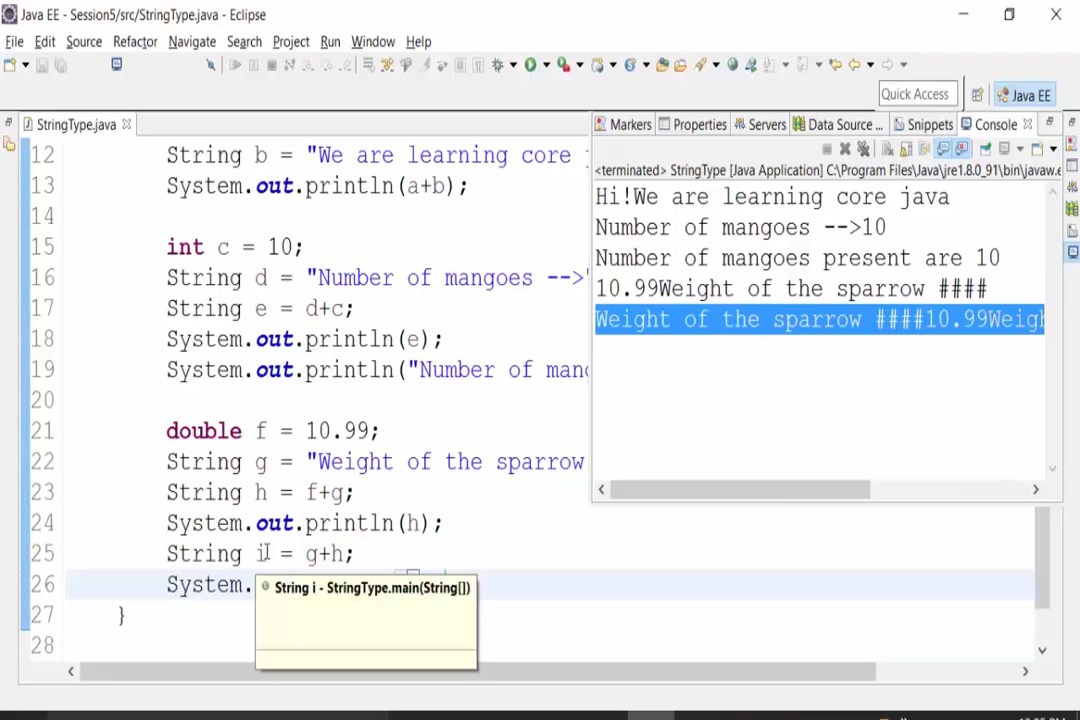 Java EE - Session5/src/StringType.java - Eclipse
File Edit Source Refactor Navigate Search Project Run Window Help
Quick Access
Java EE
StringType.java
12 String b = "We are learning core
13 System.out.println(a+b);
14
15 int c = 10;
16 String d = "Number of mangoes -->"
17 String e = d+c;
18 System.out.println(e);
19 System.out.println("Number of man
20
21 double f = 10.99;
22 String g = "Weight of the sparrow
23 String h = f+g;
24 System.out.println(h);
25 String i = g+h;
26 System.
27 }
28
String i - StringType.main(String[])
Markers Properties Servers Data Source ... Snippets Console
<terminated> StringType [Java Application] C:\Program Files\Java\jre1.8.0_91\bin\javaw.e
Hi!We are learning core java
Number of mangoes -->10
Number of mangoes present are 10
10.99Weight of the sparrow ####
Weight of the sparrow ####10.99Weigh